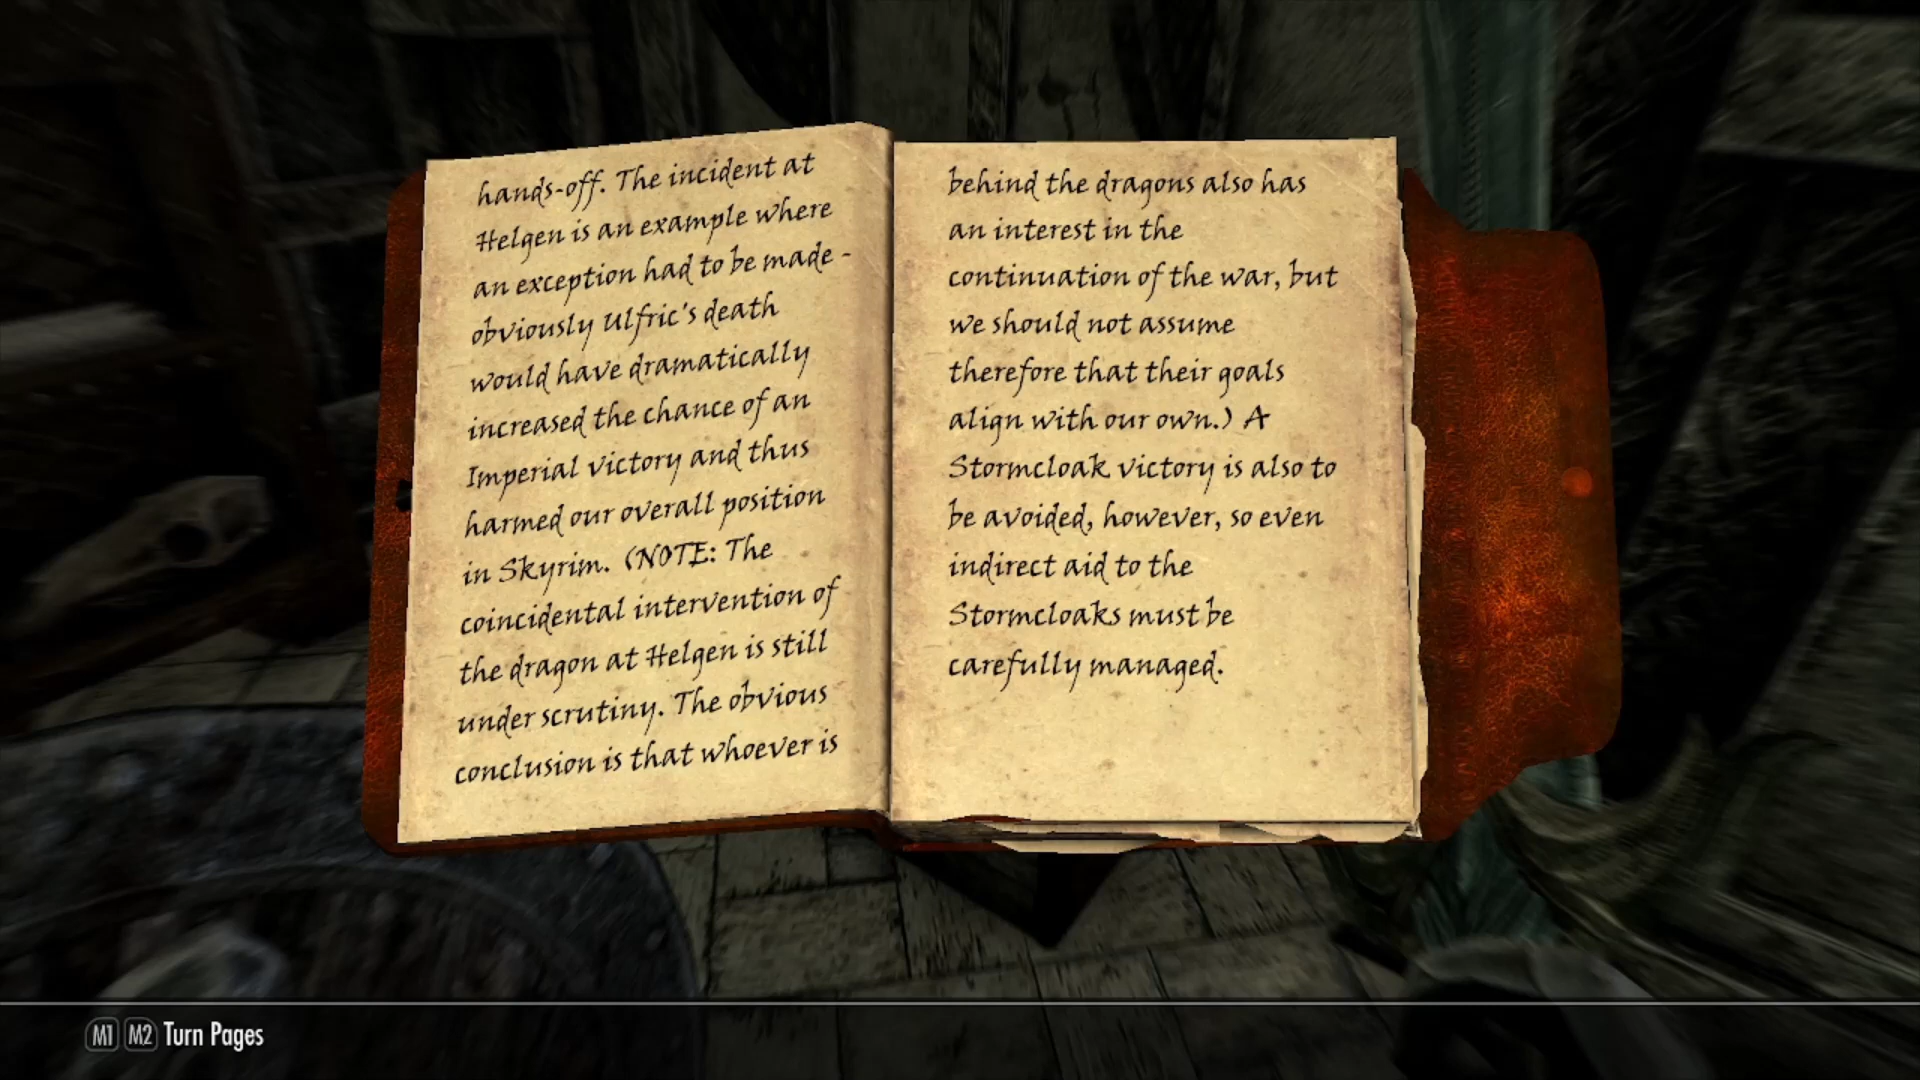 hands-off. The incident at
Helgen is an example where
an exception had to be made -
obviously Ulfric's death
would have dramatically
increased the chance of an
Imperial victory and thus
harmed our overall position
in Skyrim. (NOTE: The
coincidental intervention of
the dragon at Helgen is still
under scrutiny. The obvious
conclusion is that whoever is
behind the dragons also has
an interest in the
continuation of the war, but
we should not assume
therefore that their goals
align with our own.) A
Stormcloak victory is also to
be avoided, however, so even
indirect aid to the
Stormcloaks must be
carefully managed.
M1 M2 Turn Pages